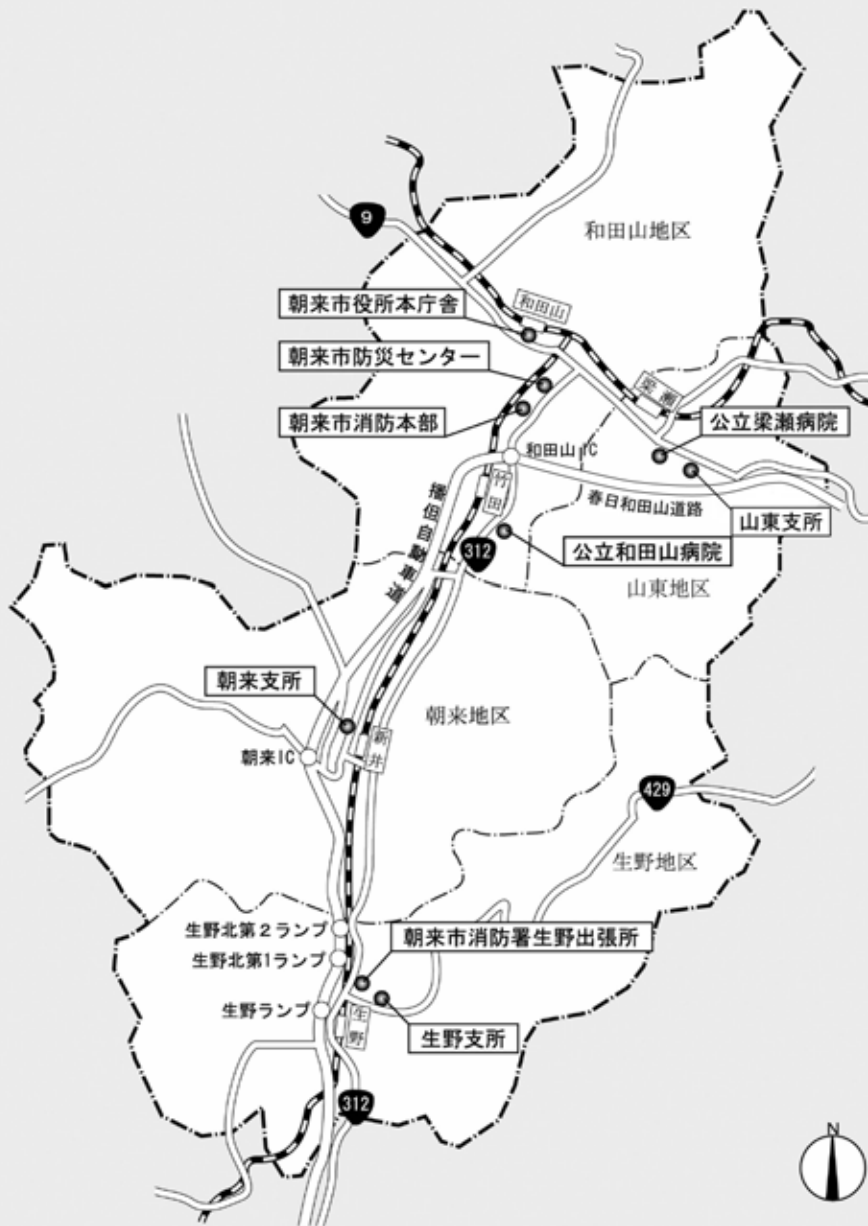 9
和田山地区
朝来市役所本庁舎
和田山
朝来市防災センター
梁瀬
朝来市消防本部
公立梁瀬病院
和田山IC
竹田
春日和田山道路
山東支所
播但自動車道
312
公立和田山病院
山東地区
朝来支所
朝来地区
新井
朝来IC
429
生野地区
生野北第2ランプ
朝来市消防署生野出張所
生野北第1ランプ
生野ランプ
生野
生野支所
312
N